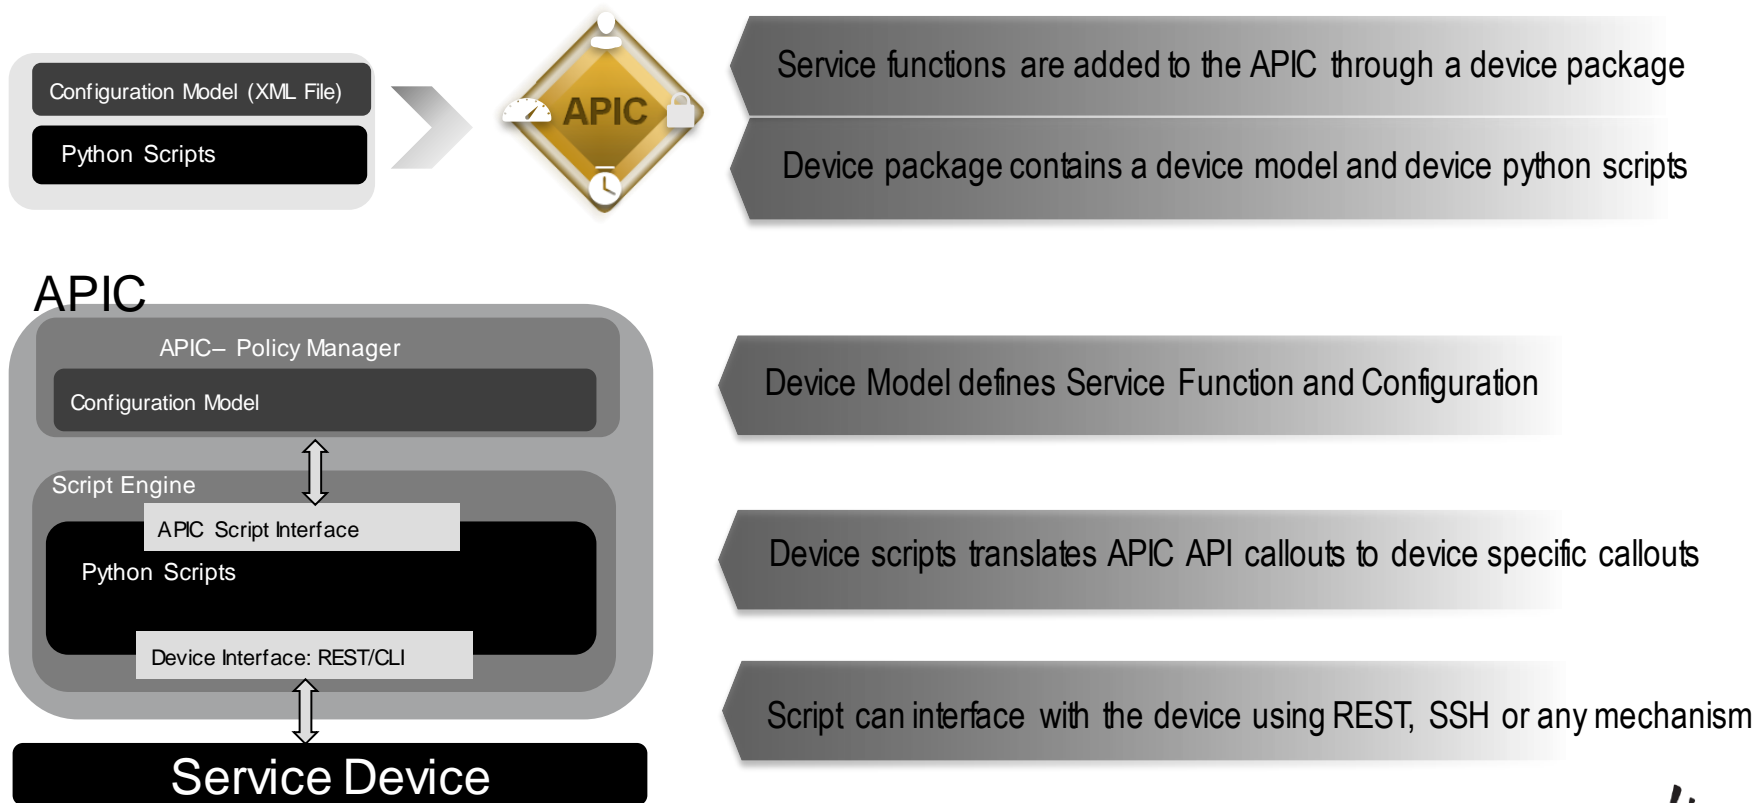 Configuration Model (XML File)
Python Scripts
APIC
Service functions are added to the APIC through a device package
Device package contains a device model and device python scripts
APIC
APIC– Policy Manager
Configuration Model
Script Engine
APIC Script Interface
Python Scripts
Device Interface: REST/CLI
Service Device
Device Model defines Service Function and Configuration
Device scripts translates APIC API callouts to device specific callouts
Script can interface with the device using REST, SSH or any mechanism